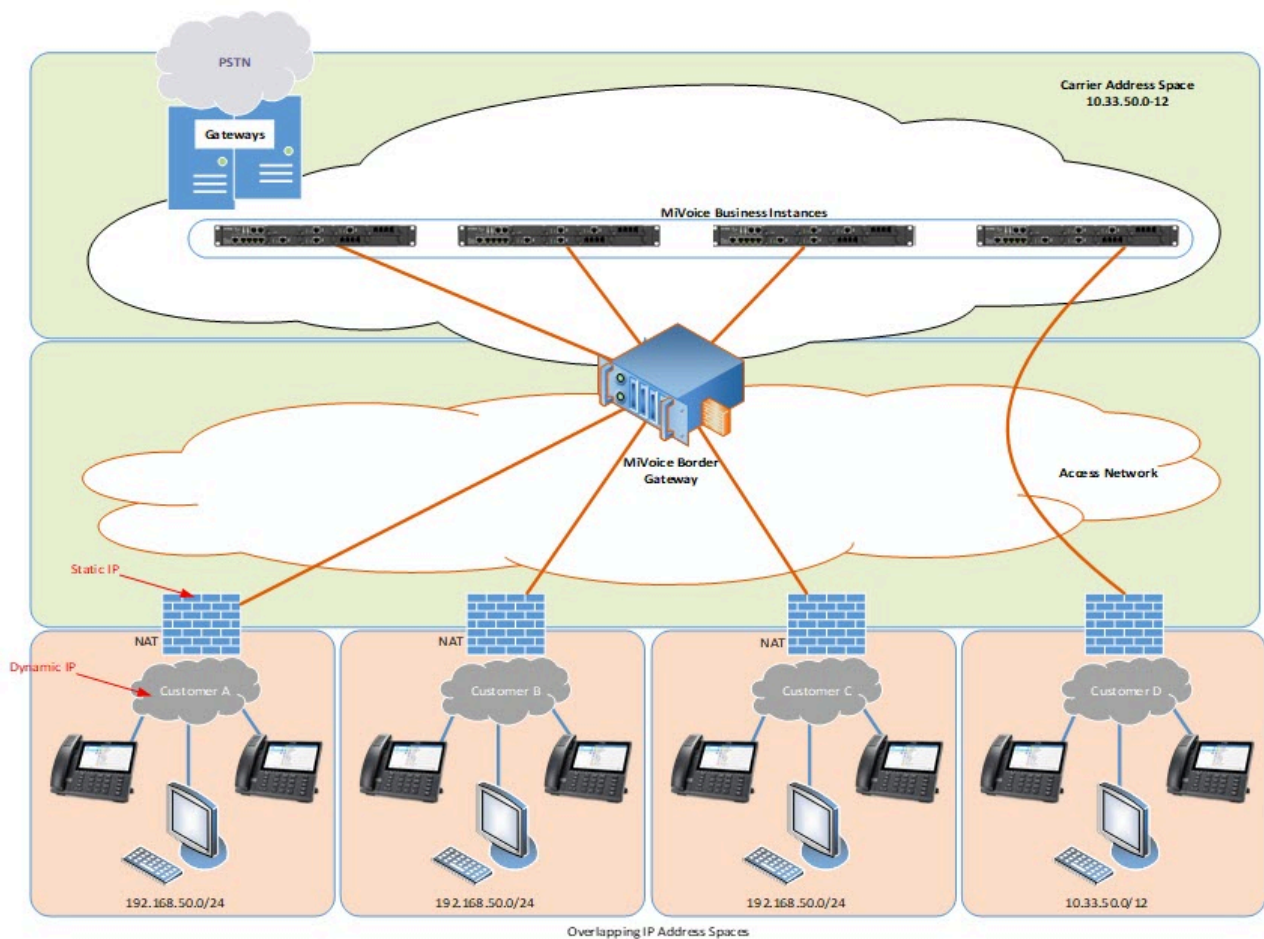 PSTN
Carrier Address Space
10.33.50.0-12
Gateways
MiVoice Business Instances
MiVoice Border
Gateway
Access Network
Static IP
NAT
NAT
NAT
Dynamic IP
Customer A
Customer B
Customer C
Customer D
192.168.50.0/24
192.168.50.0/24
192.168.50.0/24
10.33.50.0/12
Overlapping IP Address Spaces